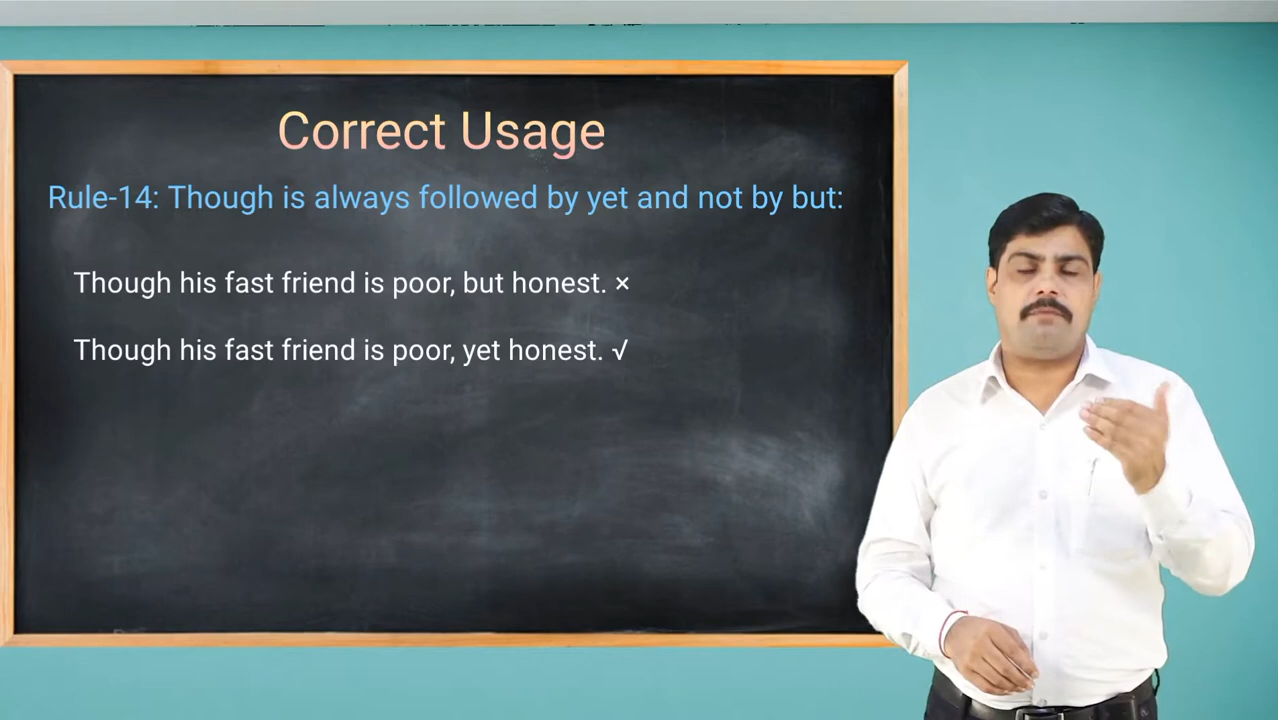 Correct Usage
Rule-14: Though is always followed by yet and not by but:
Though his fast friend is poor, but honest. ×
Though his fast friend is poor, yet honest. √